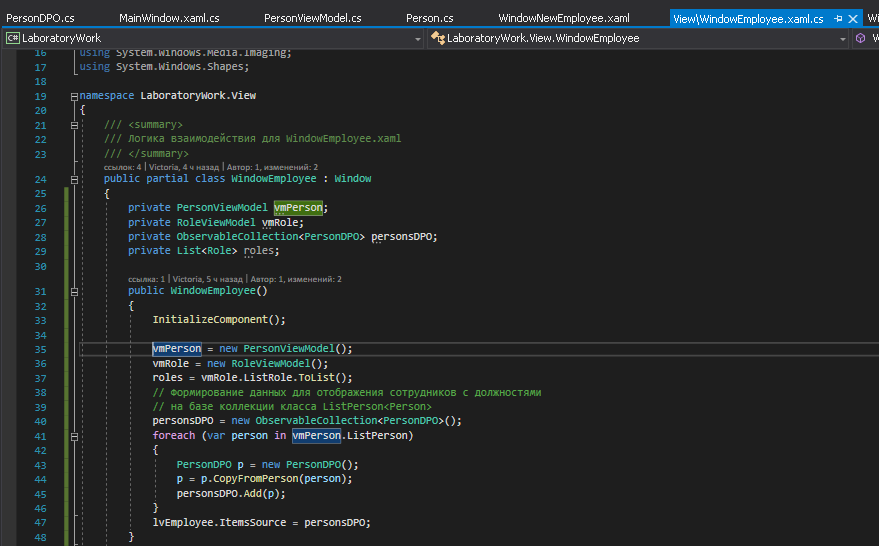 PersonDPO.cs MainWindow.xaml.cs PersonViewModel.cs Person.cs WindowNewEmployee.xaml View\WindowEmployee.xaml.cs
C# LaboratoryWork LaboratoryWork.View.WindowEmployee
16 using System.Windows.Media.Imaging;
17 using System.Windows.Shapes;
18
19 namespace LaboratoryWork.View
20 {
21 /// <summary>
22 /// Логика взаимодействия для WindowEmployee.xaml
23 /// </summary>
ссылок: 4 | Victoria, 4 ч назад | Автор: 1, изменений: 2
24 public partial class WindowEmployee : Window
25 {
26 private PersonViewModel vmPerson;
27 private RoleViewModel vmRole;
28 private ObservableCollection<PersonDPO> personsDPO;
29 private List<Role> roles;
30
ссылка: 1 | Victoria, 5 ч назад | Автор: 1, изменений: 2
31 public WindowEmployee()
32 {
33 InitializeComponent();
34
35 vmPerson = new PersonViewModel();
36 vmRole = new RoleViewModel();
37 roles = vmRole.ListRole.ToList();
38 // Формирование данных для отображения сотрудников с должностями
39 // на базе коллекции класса ListPerson<Person>
40 personsDPO = new ObservableCollection<PersonDPO>();
41 foreach (var person in vmPerson.ListPerson)
42 {
43 PersonDPO p = new PersonDPO();
44 p = p.CopyFromPerson(person);
45 personsDPO.Add(p);
46 }
47 lvEmployee.ItemsSource = personsDPO;
48 }